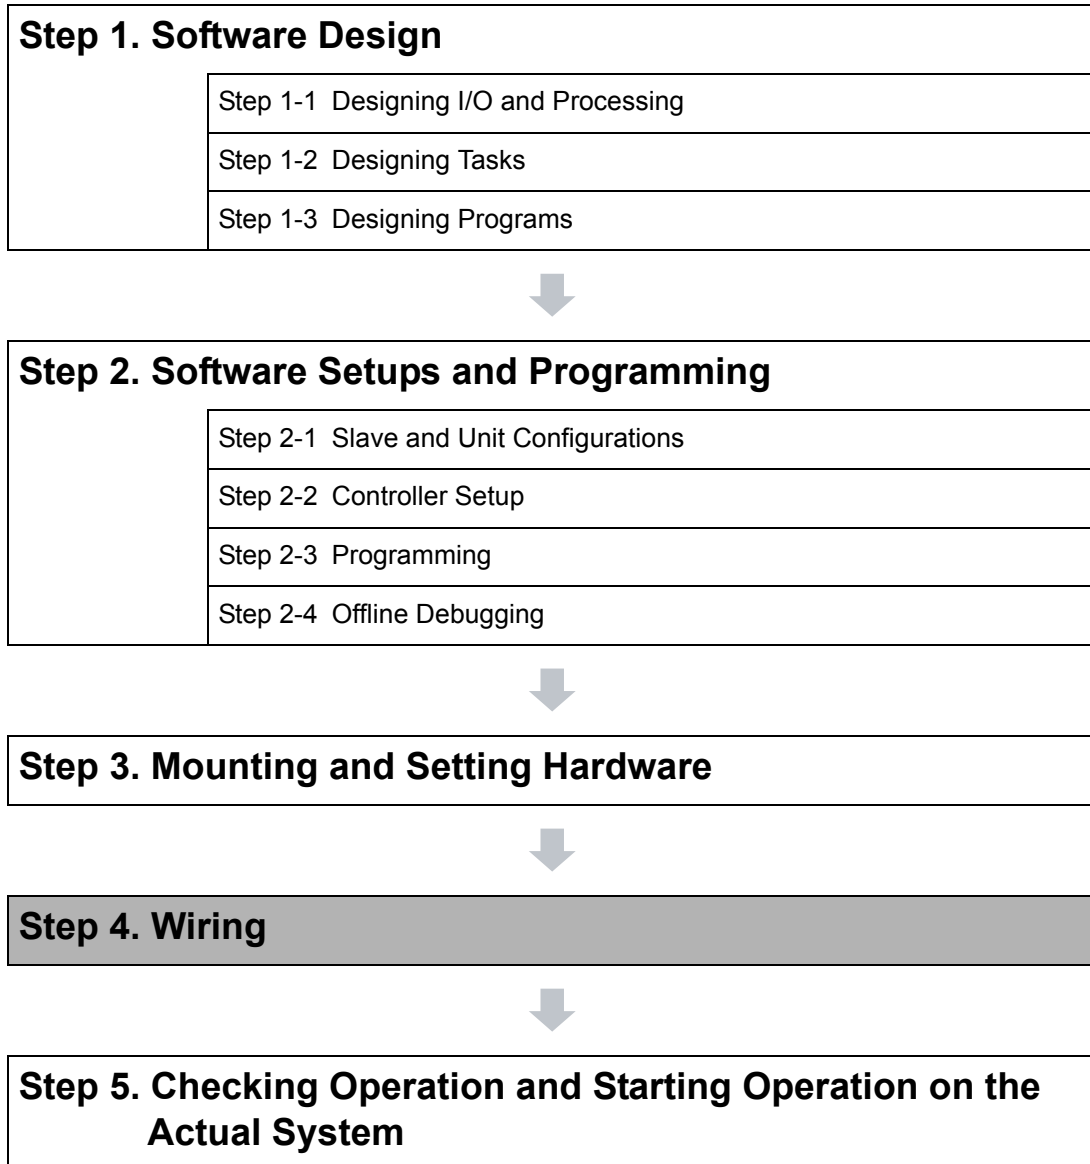 Step 1. Software Design
Step 1-1 Designing I/O and Processing
Step 1-2 Designing Tasks
Step 1-3 Designing Programs
Step 2. Software Setups and Programming
Step 2-1 Slave and Unit Configurations
Step 2-2 Controller Setup
Step 2-3 Programming
Step 2-4 Offline Debugging
Step 3. Mounting and Setting Hardware
Step 4. Wiring
Step 5. Checking Operation and Starting Operation on the
Actual System